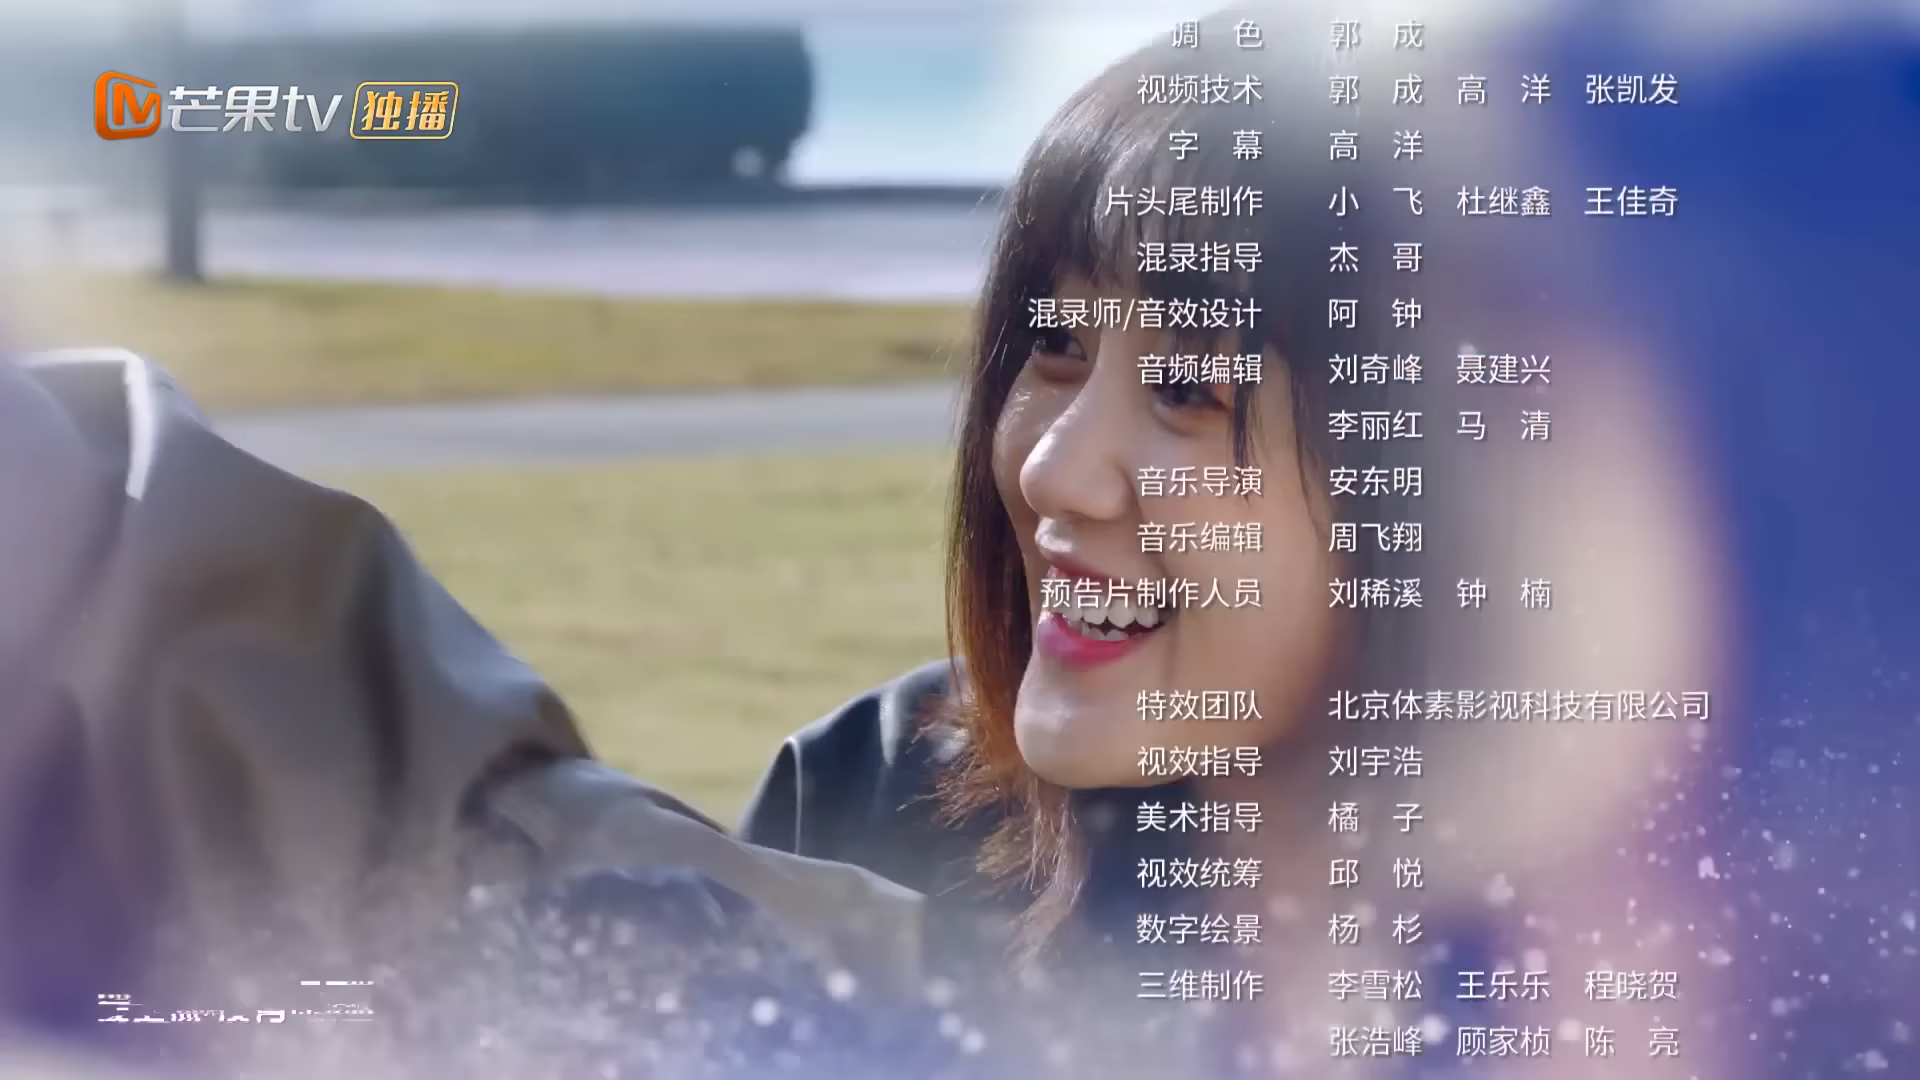 芒果tv 独播
调 色 郭 成
视频技术 郭 成 高 洋 张凯发
字 幕 高 洋
片头尾制作 小 飞 杜继鑫 王佳奇
混录指导 杰 哥
混录师/音效设计 阿 钟
音频编辑 刘奇峰 聂建兴
李丽红 马 清
音乐导演 安东明
音乐编辑 周飞翔
预告片制作人员 刘稀溪 钟 楠
特效团队 北京体素影视科技有限公司
视效指导 刘宇浩
美术指导 橘 子
视效统筹 邱 悦
数字绘景 杨 杉
三维制作 李雪松 王乐乐 程晓贺
张浩峰 顾家桢 陈 亮